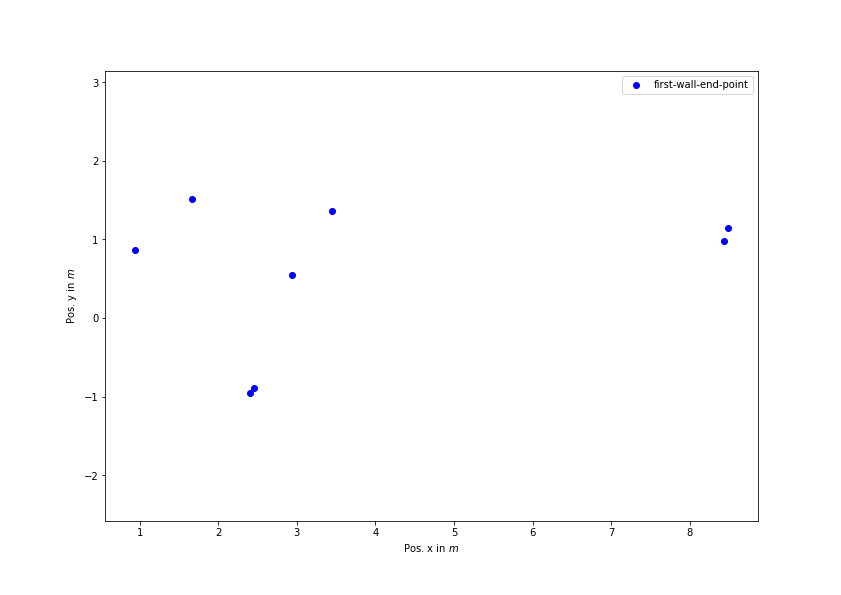 first-wall-end-point
3
2
1
0
−1
−2
Pos. y in m
1 2 3 4 5 6 7 8
Pos. x in m